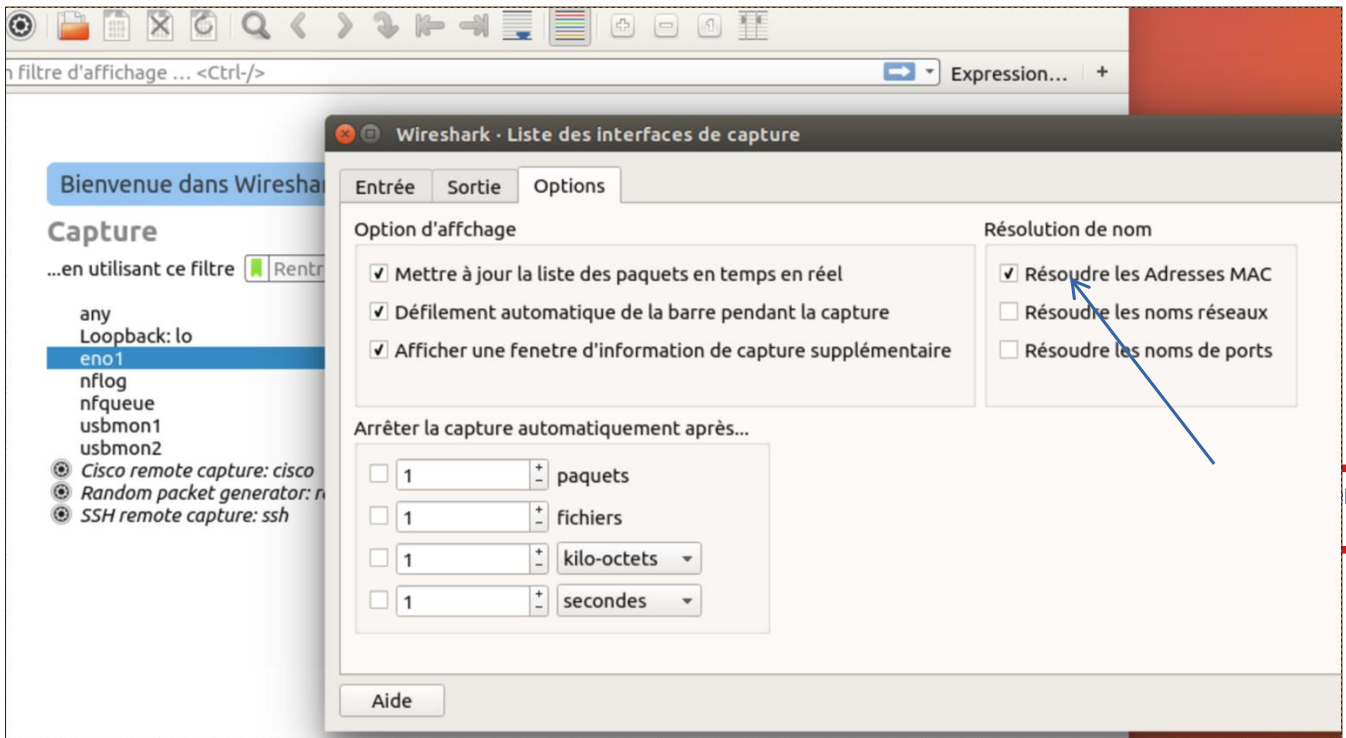 n filtre d'affichage … <Ctrl-/>
Expression…
+
Wireshark · Liste des interfaces de capture
Bienvenue dans Wireshar
Entrée
Sortie
Options
Capture
...en utilisant ce filtre
Rentr
any
Loopback: lo
eno1
nflog
nfqueue
usbmon1
usbmon2
Cisco remote capture: cisco
Random packet generator: r
SSH remote capture: ssh
Option d'affchage
Mettre à jour la liste des paquets en temps en réel
Défilement automatique de la barre pendant la capture
Afficher une fenetre d'information de capture supplémentaire
Résolution de nom
Résoudre les Adresses MAC
Résoudre les noms réseaux
Résoudre les noms de ports
Arrêter la capture automatiquement après...
1 paquets
1 fichiers
1 kilo-octets
1 secondes
Aide